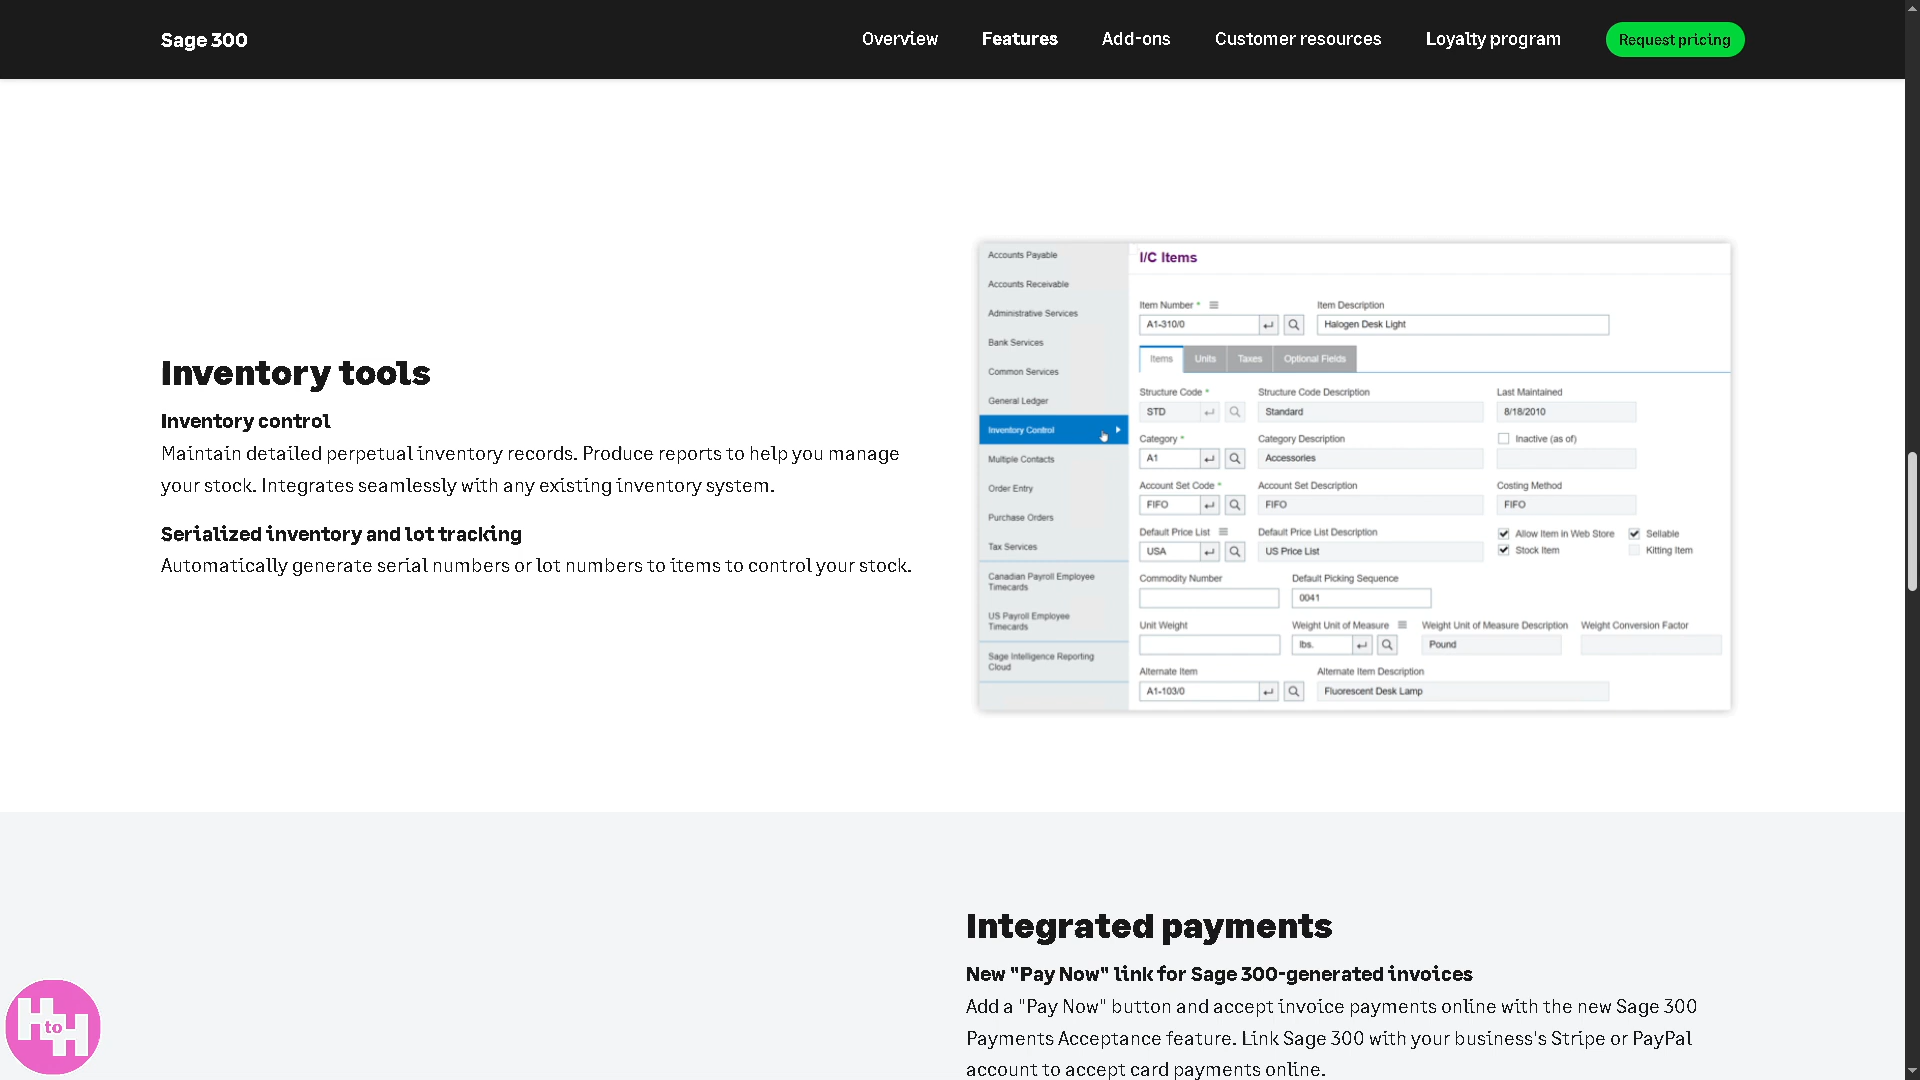 Sage 300
Overview Features Add-ons Customer resources Loyalty program Request pricing
Inventory tools
Inventory control
Maintain detailed perpetual inventory records. Produce reports to help you manage
your stock. Integrates seamlessly with any existing inventory system.
Serialized inventory and lot tracking
Automatically generate serial numbers or lot numbers to items to control your stock.
Accounts Payable
Accounts Receivable
Administrative Services
Bank Services
Common Services
General Ledger
Inventory Control
Multiple Contacts
Order Entry
Purchase Orders
Tax Services
Canadian Payroll Employee
Timecards
US Payroll Employee
Timecards
Sage Intelligence Reporting
Cloud
I/C Items
Item Number * Item Description
A1-310/0 Halogen Desk Light
Items Units Taxes Optional Fields
Structure Code * Structure Code Description Last Maintained
STD Standard 8/18/2010
Category * Category Description Inactive (as of)
A1 Accessories
Account Set Code * Account Set Description Costing Method
FIFO FIFO FIFO
Default Price List Default Price List Description Allow Item in Web Store Sellable
USA US Price List Stock Item Kitting Item
Commodity Number Default Picking Sequence
0041
Unit Weight Weight Unit of Measure Weight Unit of Measure Description Weight Conversion Factor
lbs. Pound
Alternate Item Alternate Item Description
A1-103/0 Fluorescent Desk Lamp
Integrated payments
New "Pay Now" link for Sage 300-generated invoices
Add a "Pay Now" button and accept invoice payments online with the new Sage 300
Payments Acceptance feature. Link Sage 300 with your business's Stripe or PayPal
account to accept card payments online.
H to H